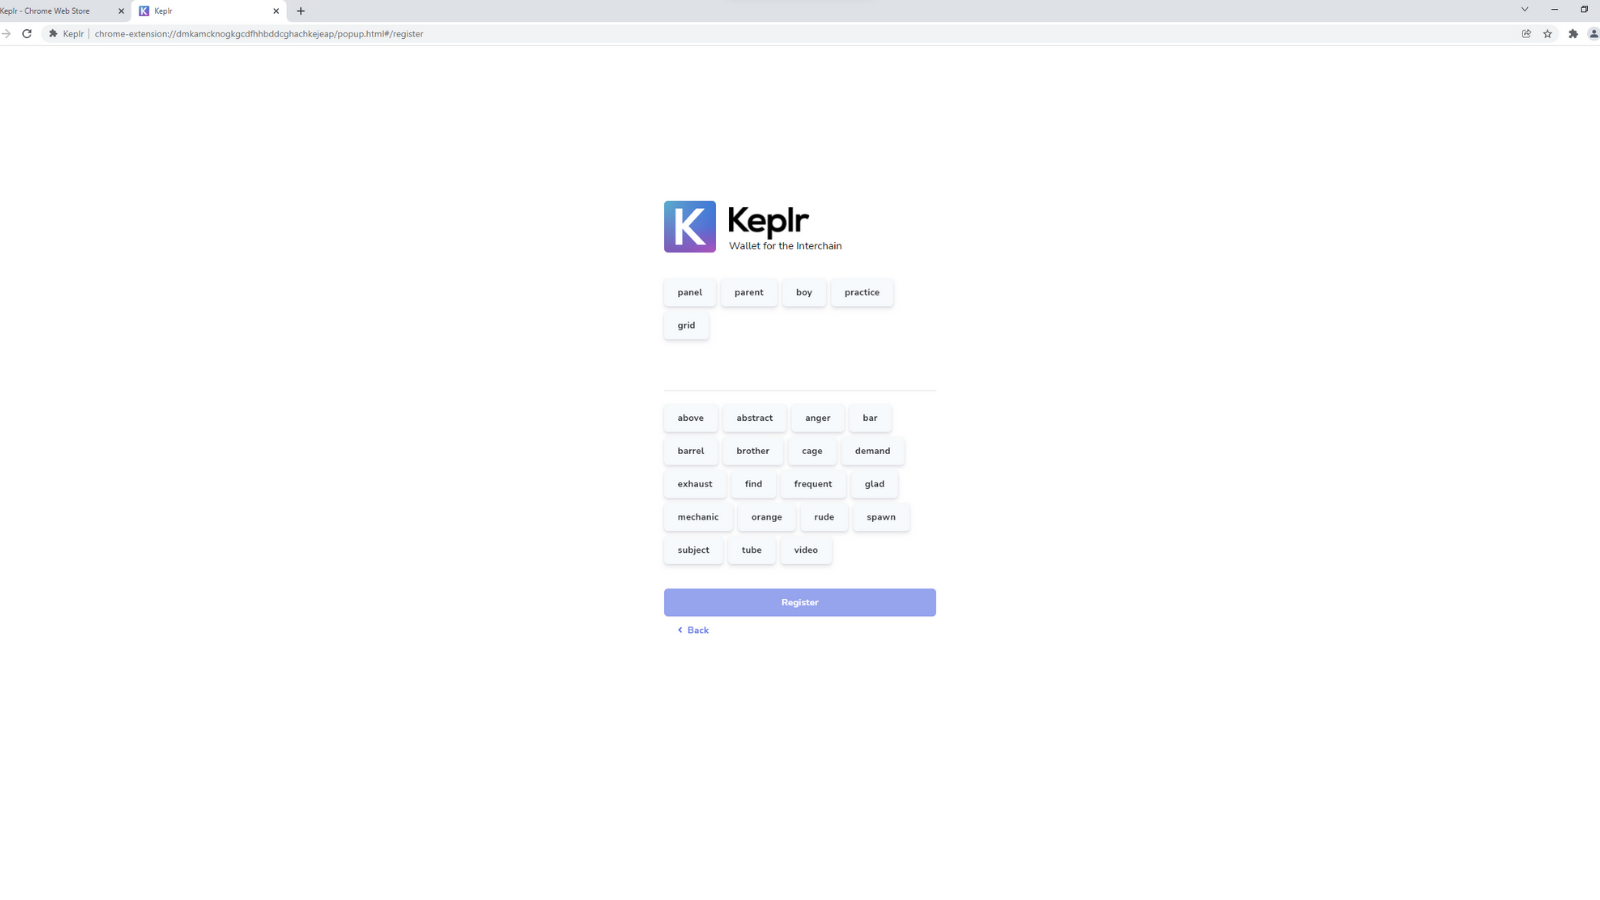 Keplr - Chrome Web Store
Keplr
Keplr chrome-extension://dmkamcknogkgcdfhhbddcghachkejeap/popup.html#/register
K Keplr
Wallet for the Interchain
panel parent boy practice
grid
above abstract anger bar
barrel brother cage demand
exhaust find frequent glad
mechanic orange rude spawn
subject tube video
Register
Back